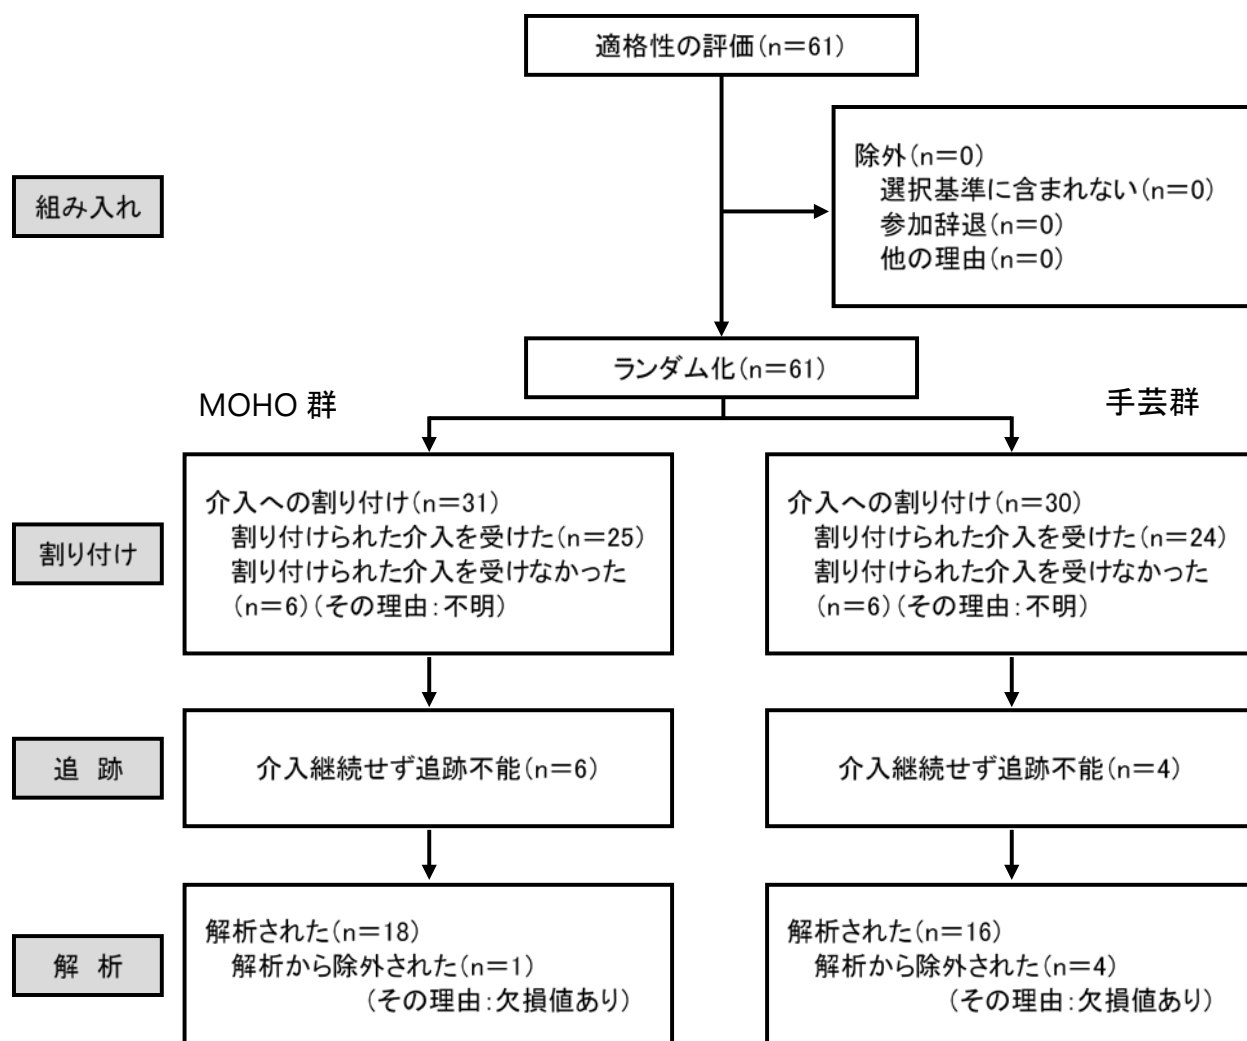 適格性の評価(n=61)
除外(n=0)
選択基準に含まれない(n=0)
参加辞退(n=0)
他の理由(n=0)
組み入れ
ランダム化(n=61)
MOHO 群
手芸群
割り付け
介入への割り付け(n=31)
割り付けられた介入を受けた(n=25)
割り付けられた介入を受けなかった
(n=6)(その理由:不明)
介入への割り付け(n=30)
割り付けられた介入を受けた(n=24)
割り付けられた介入を受けなかった
(n=6)(その理由:不明)
追 跡
介入継続せず追跡不能(n=6)
介入継続せず追跡不能(n=4)
解 析
解析された(n=18)
解析から除外された(n=1)
(その理由:欠損値あり)
解析された(n=16)
解析から除外された(n=4)
(その理由:欠損値あり)